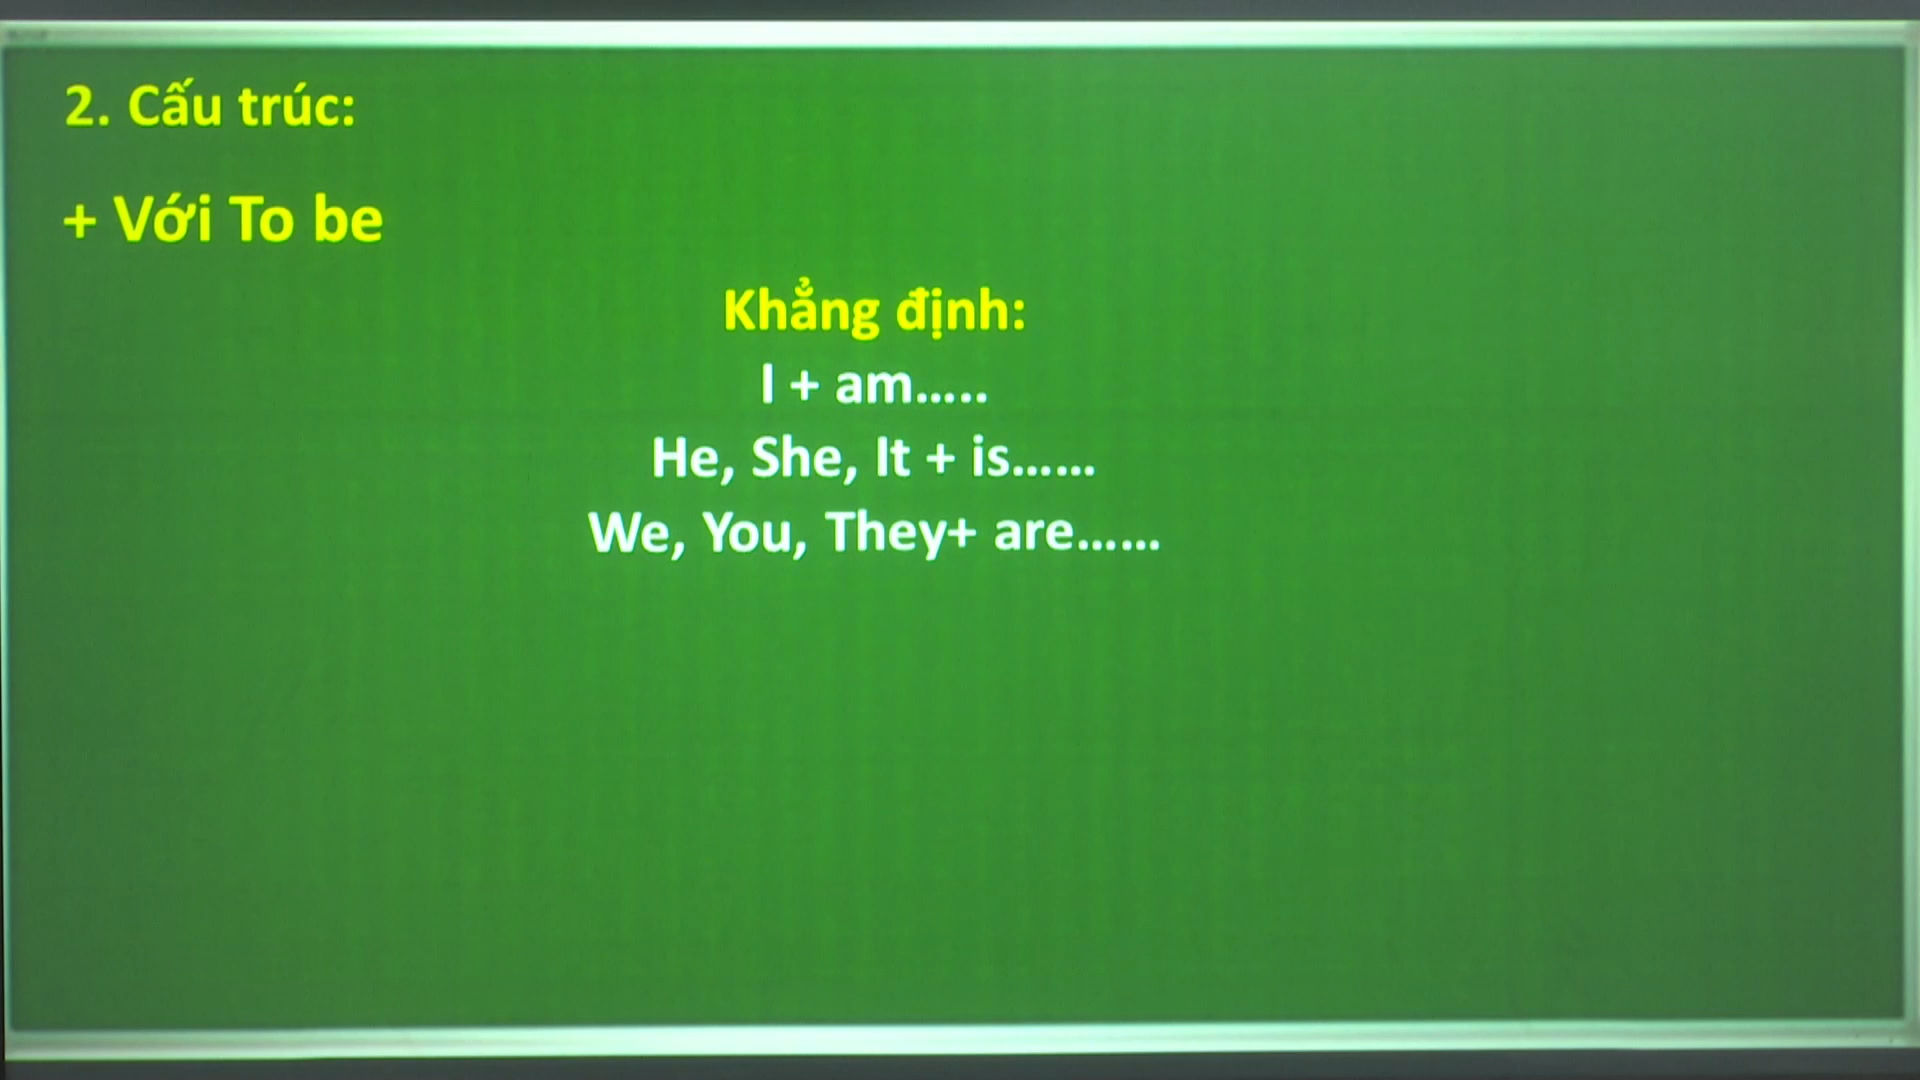 2. Cấu trúc:
+ Với To be
Khẳng định:
I + am.....
He, She, It + is......
We, You, They+ are......